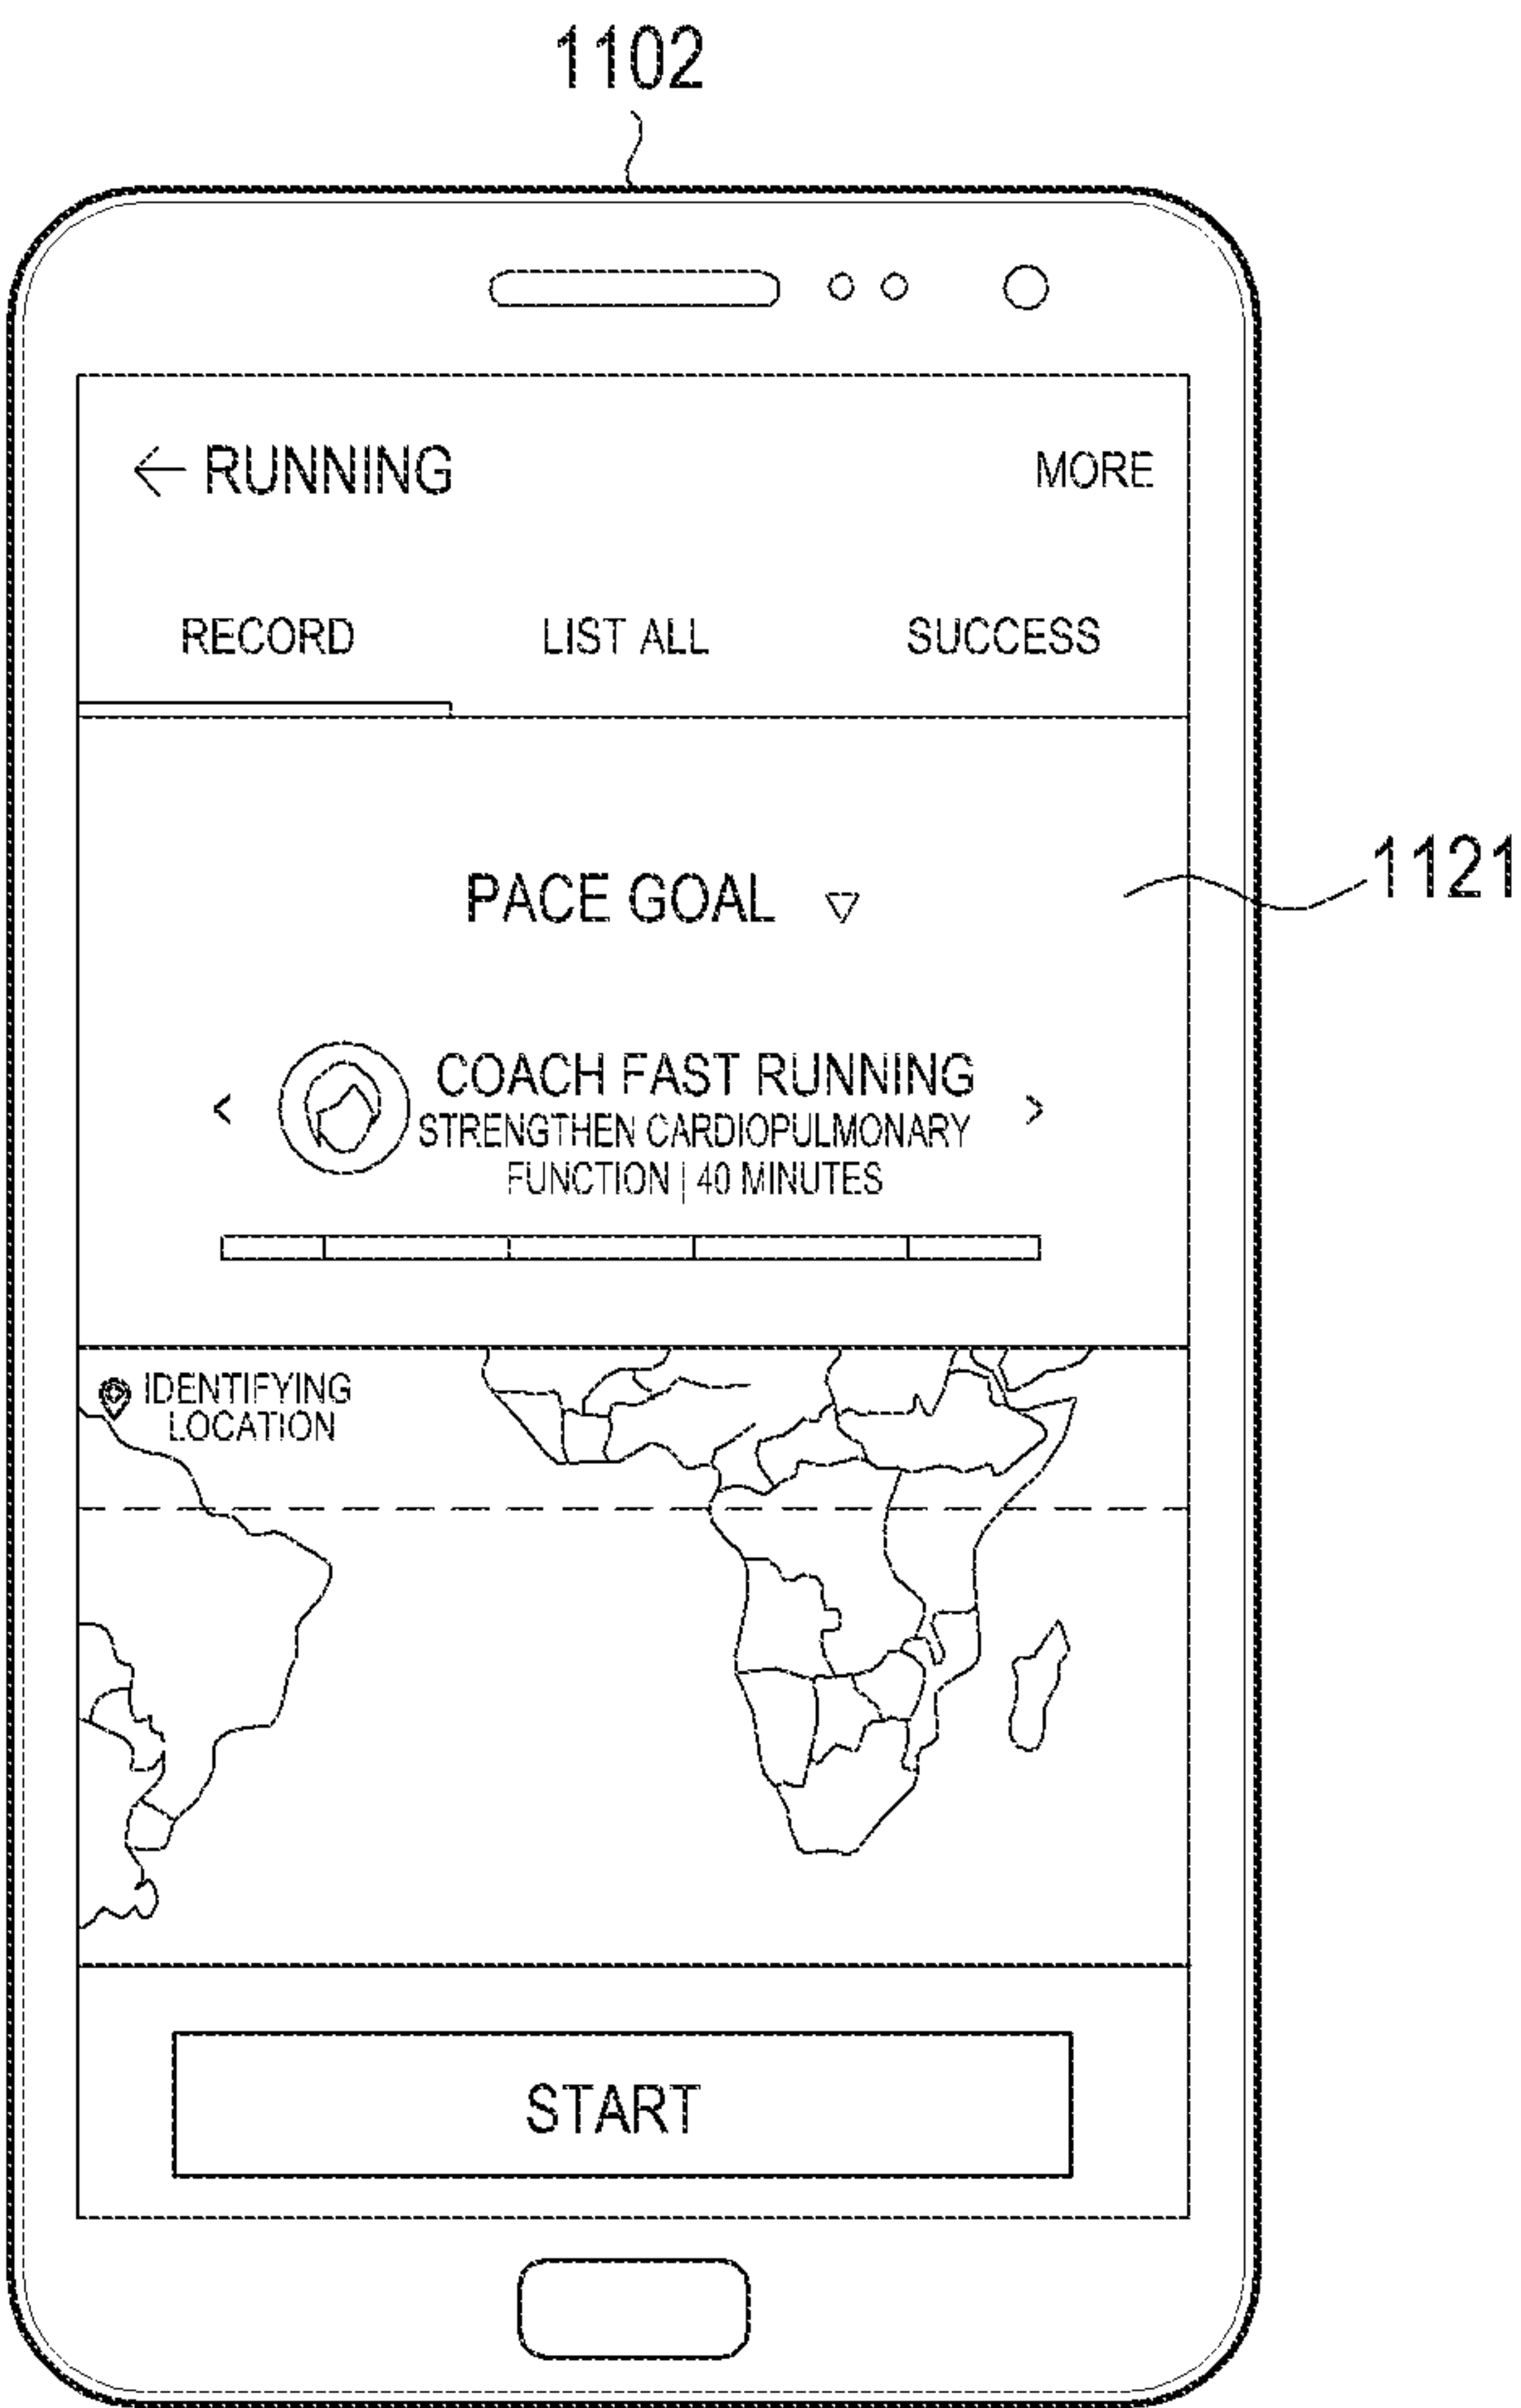 1102
← RUNNING
MORE
RECORD
LIST ALL
SUCCESS
PACE GOAL ▽
1121
< COACH FAST RUNNING >
STRENGTHEN CARDIOPULMONARY
FUNCTION | 40 MINUTES
IDENTIFYING
LOCATION
START